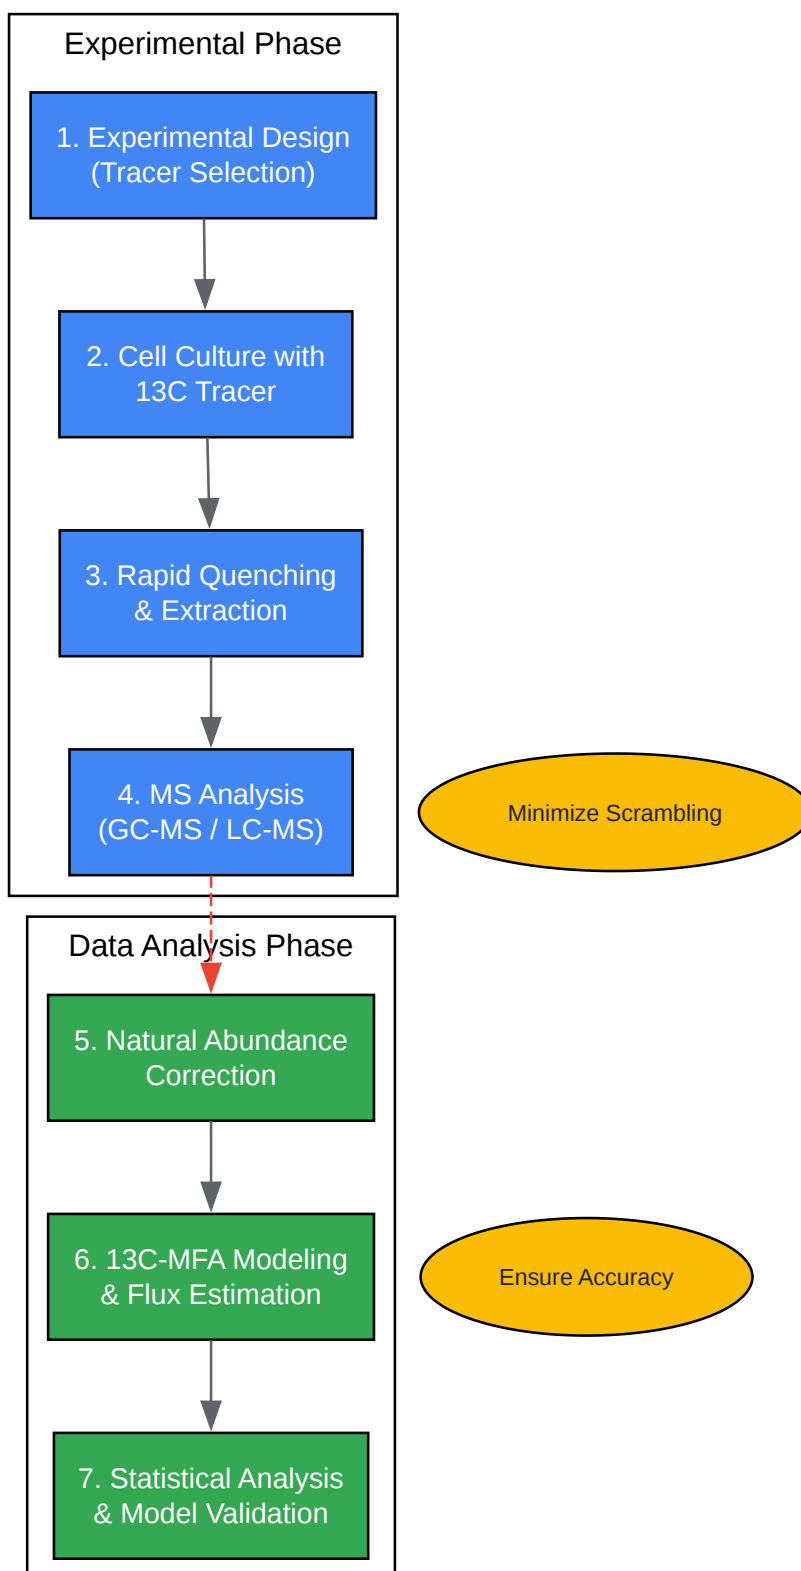 Experimental Phase
1. Experimental Design
(Tracer Selection)
2. Cell Culture with
13C Tracer
3. Rapid Quenching
& Extraction
4. MS Analysis
(GC-MS / LC-MS)
Minimize Scrambling
Data Analysis Phase
5. Natural Abundance
Correction
6. 13C-MFA Modeling
& Flux Estimation
Ensure Accuracy
7. Statistical Analysis
& Model Validation